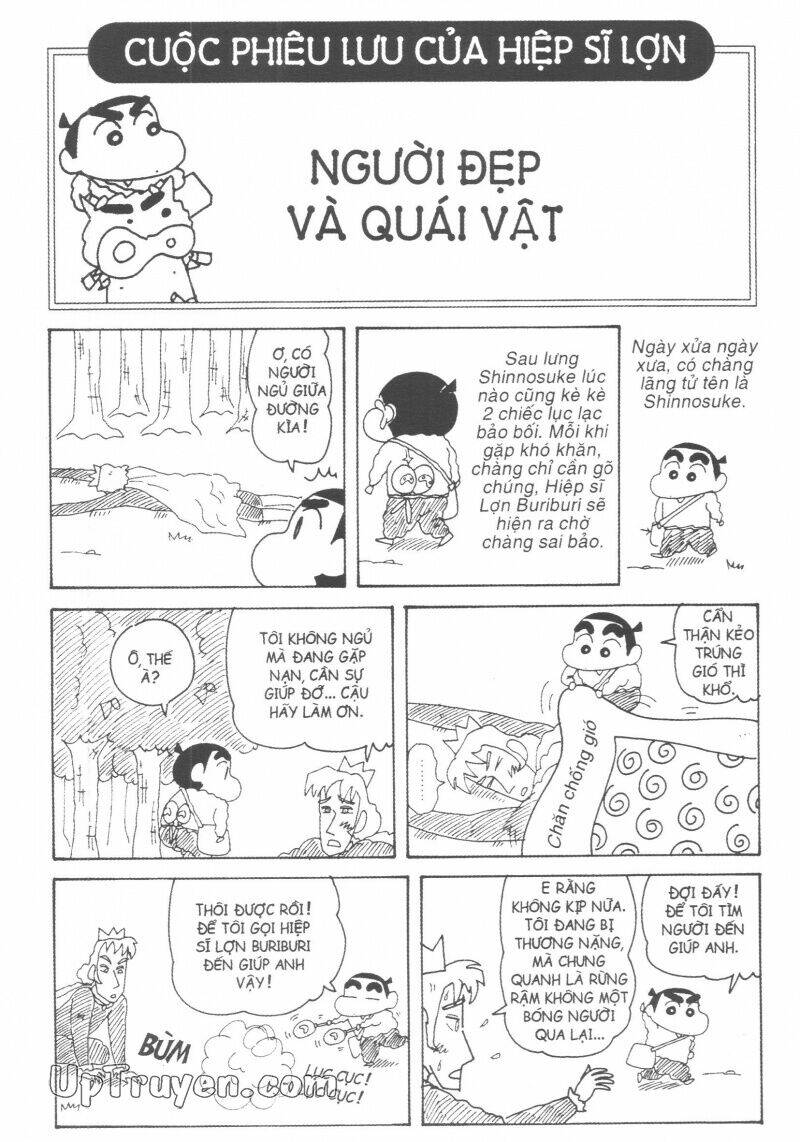 CUỘC PHIÊU LƯU CỦA HIỆP SĨ LỢN
NGƯỜI ĐẸP
VÀ QUÁI VẬT
Ngày xửa ngày
xưa, có chàng
lãng tử tên là
Shinnosuke.
Sau lưng
Shinnosuke lúc
nào cũng kè kè
2 chiếc lục lạc
bảo bối. Mỗi khi
gặp khó khăn,
chàng chỉ cần gõ
chúng, Hiệp sĩ
Lợn Buriburi sẽ
hiện ra chờ
chàng sai bảo.
Ơ, CÓ
NGƯỜI
NGỦ GIỮA
ĐƯỜNG
KÌA!
CẨN
THẬN KẺO
TRÚNG
GIÓ THÌ
KHỔ.
Chăn chống gió
.......
TÔI KHÔNG NGỦ
MÀ ĐANG GẶP
NẠN, CẦN SỰ
GIÚP ĐỠ... CẬU
HÃY LÀM ƠN.
Ô, THẾ
À?
ĐỢI ĐẤY!
ĐỂ TÔI TÌM
NGƯỜI ĐẾN
GIÚP ANH.
E RẰNG
KHÔNG KỊP NỮA.
TÔI ĐANG BỊ
THƯƠNG NẶNG,
MÀ CHUNG
QUANH LÀ RỪNG
RẬM KHÔNG MỘT
BÓNG NGƯỜI
QUA LẠI...
THÔI ĐƯỢC RỒI!
ĐỂ TÔI GỌI HIỆP
SĨ LỢN BURIBURI
ĐẾN GIÚP ANH
VẬY!
BÙM
LỤC CỤC!
LỤC CỤC!
UpTruyen.com